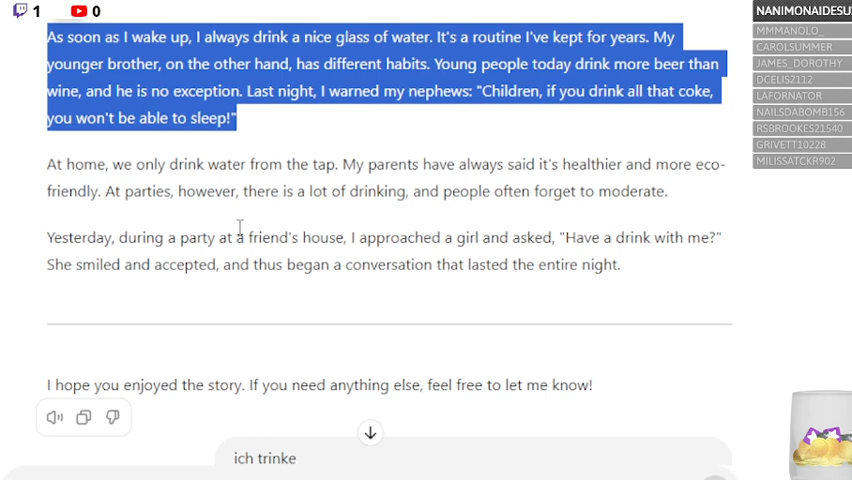 1 0
As soon as I wake up, I always drink a nice glass of water. It's a routine I've kept for years. My
younger brother, on the other hand, has different habits. Young people today drink more beer than
wine, and he is no exception. Last night, I warned my nephews: "Children, if you drink all that coke,
you won't be able to sleep!"
At home, we only drink water from the tap. My parents have always said it's healthier and more eco-
friendly. At parties, however, there is a lot of drinking, and people often forget to moderate.
Yesterday, during a party at a friend's house, I approached a girl and asked, "Have a drink with me?"
She smiled and accepted, and thus began a conversation that lasted the entire night.
I hope you enjoyed the story. If you need anything else, feel free to let me know!
ich trinke
NANIMONAIDESU
MMMANOLO_
CAROLSUMMER
JAMES_DOROTHY
DCELIS2112
LAFORNATOR
NAILSDABOMB156
RSBROOKES21540
GRIVETT10228
MILISSATCKR902